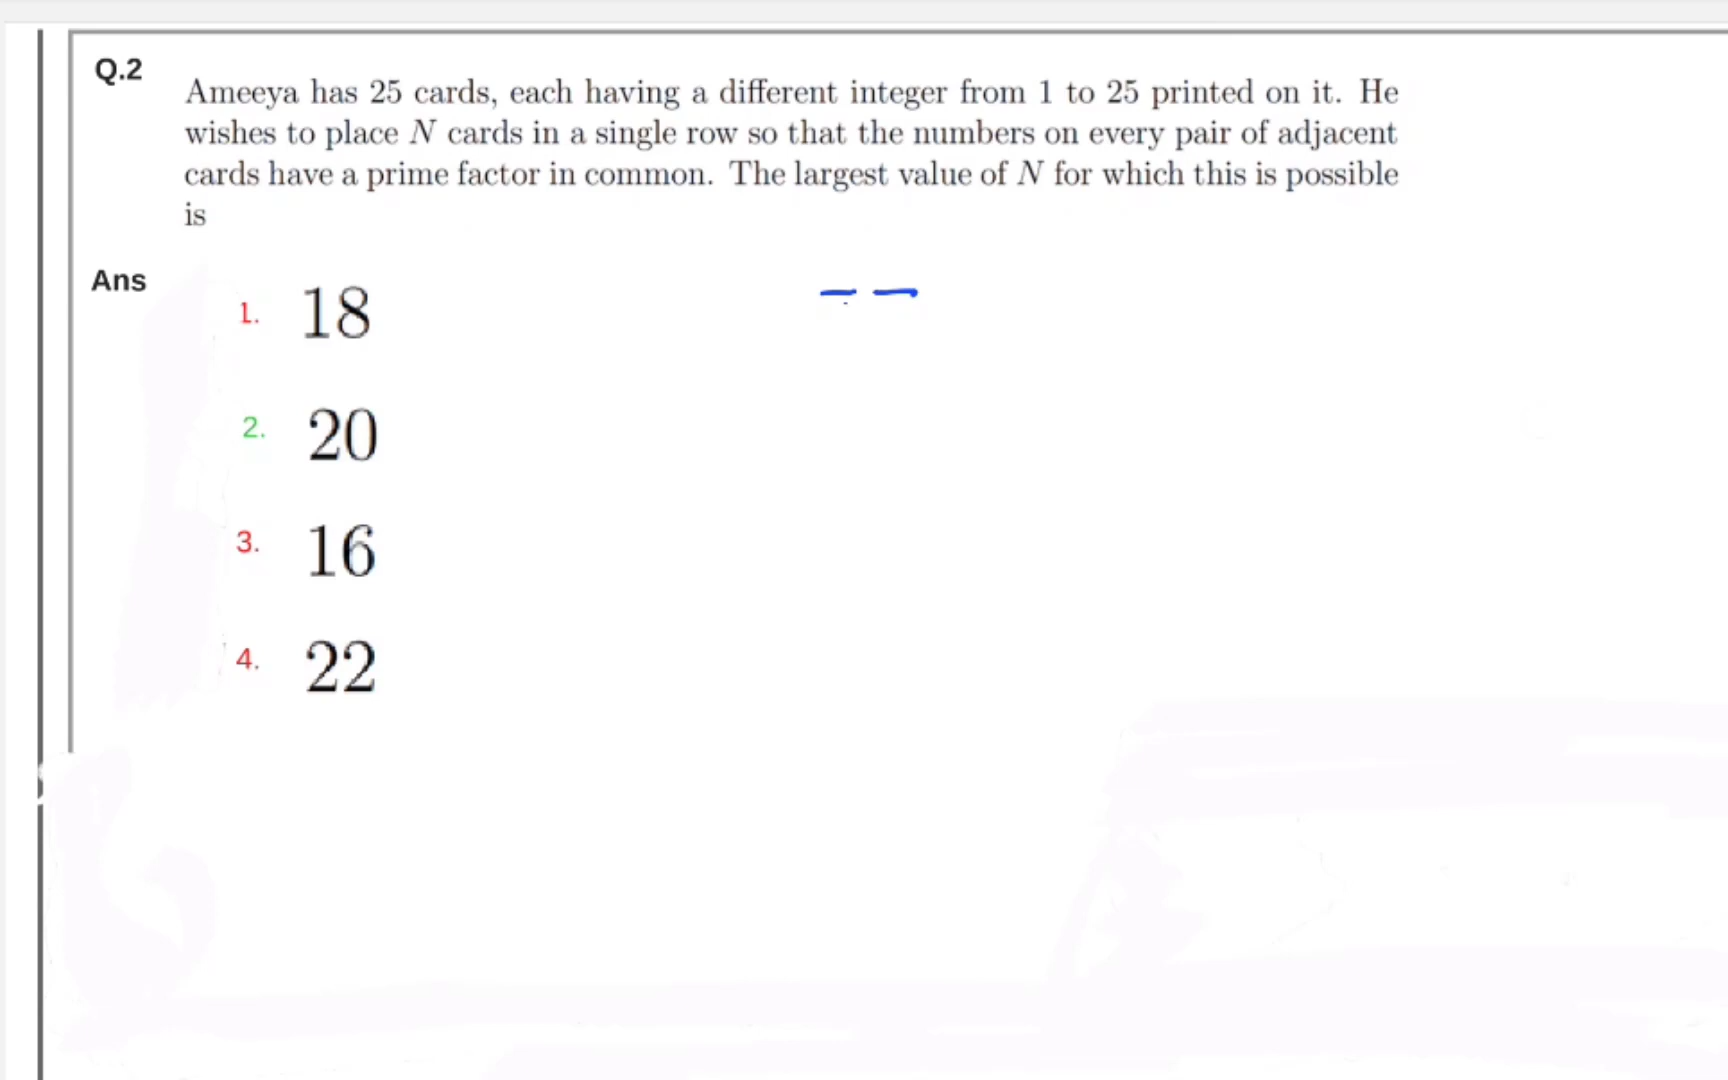 Q.2
Ameeya has 25 cards, each having a different integer from 1 to 25 printed on it. He
wishes to place N cards in a single row so that the numbers on every pair of adjacent
cards have a prime factor in common. The largest value of N for which this is possible
is
Ans
1. 18
2. 20
3. 16
4. 22